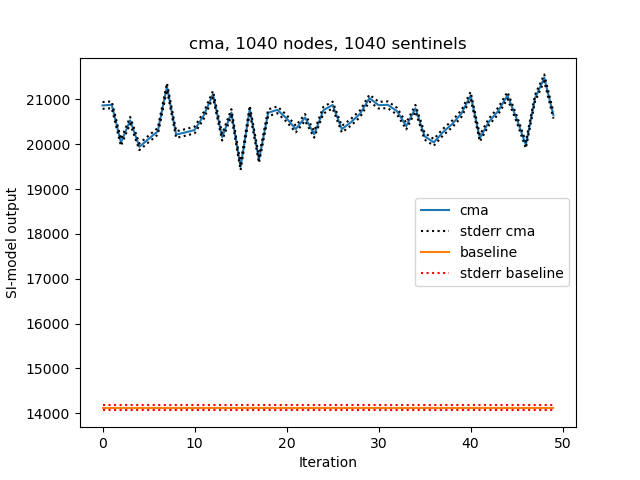 cma, 1040 nodes, 1040 sentinels
SI-model output
21000
20000
19000
18000
17000
16000
15000
14000
cma
stderr cma
baseline
stderr baseline
0
10
20
30
40
50
Iteration